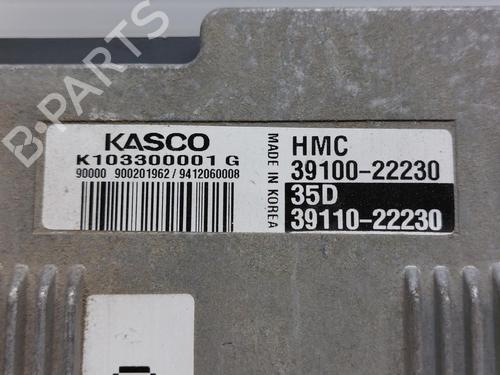 B-PARTS
KASCO
K103300001 G
90000 900201962 / 9412060008
MADE IN KOREA
HMC
39100-22230
35D
39110-22230